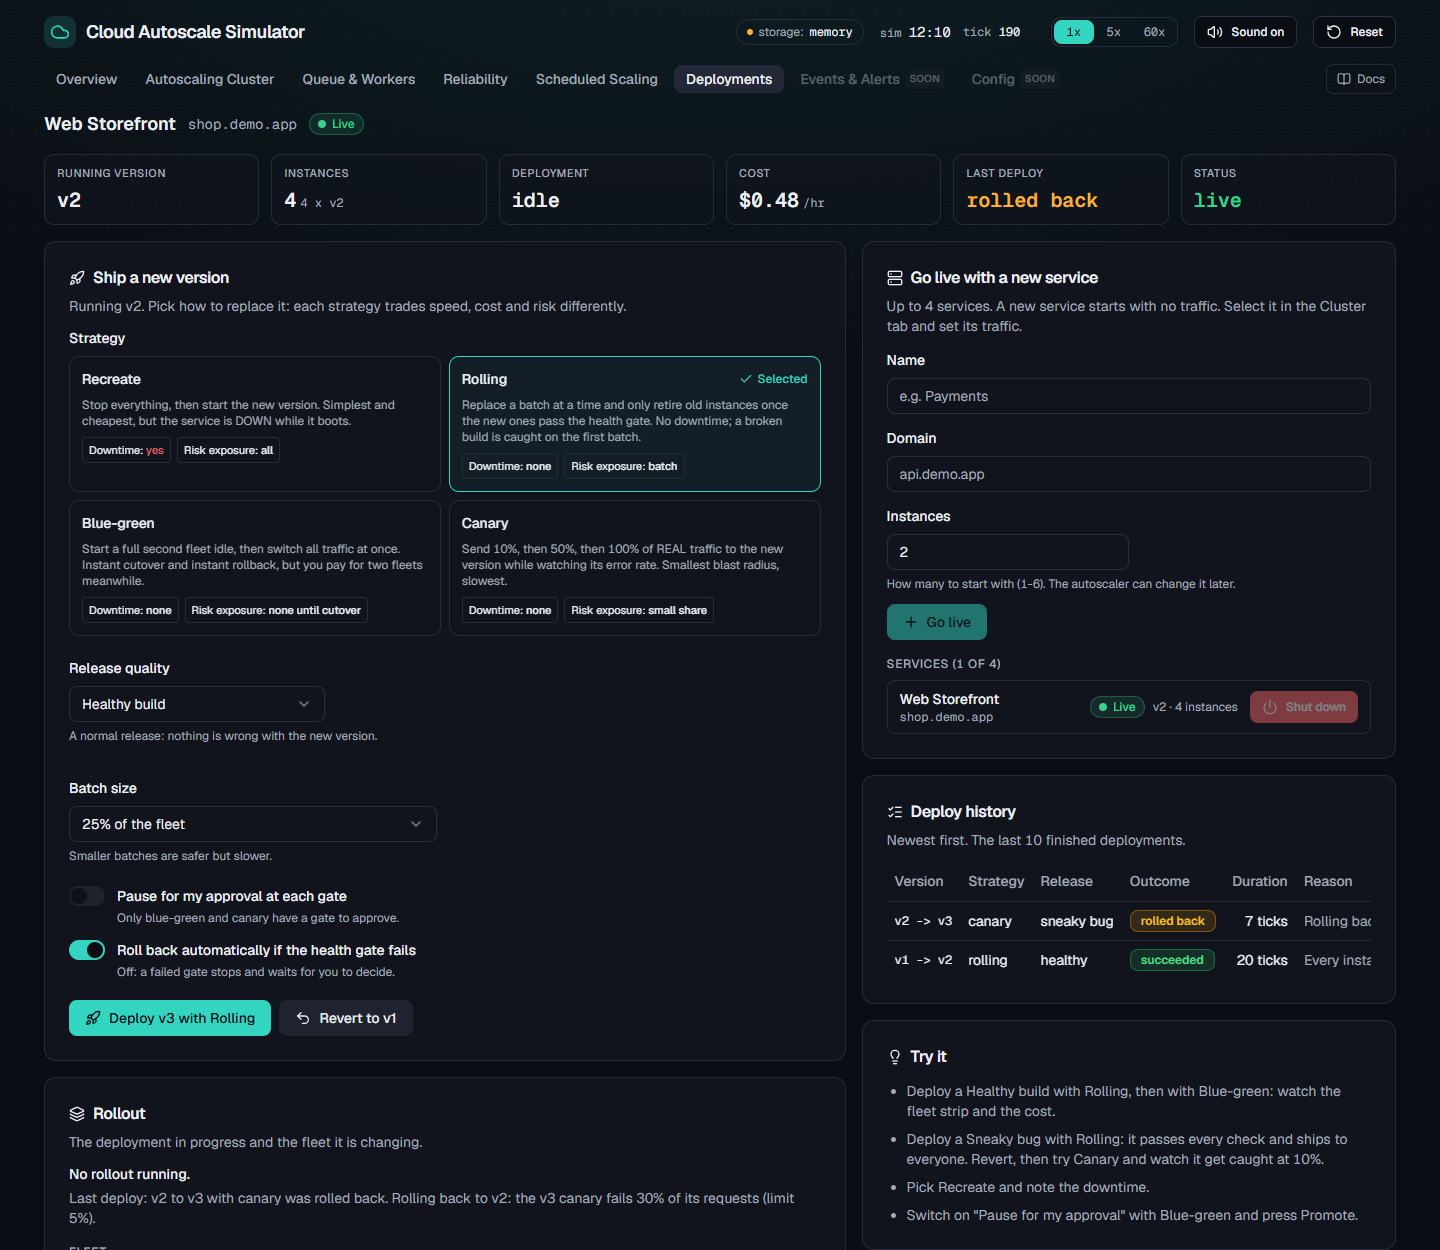 Cloud Autoscale Simulator
storage: memory
sim 12:10 tick 190
1x 5x 60x
Sound on
Reset
Overview
Autoscaling Cluster
Queue & Workers
Reliability
Scheduled Scaling
Deployments
Events & Alerts SOON
Config SOON
Docs
Web Storefront shop.demo.app Live
RUNNING VERSION
v2
INSTANCES
4 4 x v2
DEPLOYMENT
idle
COST
$0.48 /hr
LAST DEPLOY
rolled back
STATUS
live
Ship a new version
Running v2. Pick how to replace it: each strategy trades speed, cost and risk differently.
Strategy
Recreate
Stop everything, then start the new version. Simplest and
cheapest, but the service is DOWN while it boots.
Downtime: yes Risk exposure: all
Rolling Selected
Replace a batch at a time and only retire old instances once
the new ones pass the health gate. No downtime; a broken
build is caught on the first batch.
Downtime: none Risk exposure: batch
Blue-green
Start a full second fleet idle, then switch all traffic at once.
Instant cutover and instant rollback, but you pay for two fleets
meanwhile.
Downtime: none Risk exposure: none until cutover
Canary
Send 10%, then 50%, then 100% of REAL traffic to the new
version while watching its error rate. Smallest blast radius,
slowest.
Downtime: none Risk exposure: small share
Release quality
Healthy build
A normal release: nothing is wrong with the new version.
Batch size
25% of the fleet
Smaller batches are safer but slower.
Pause for my approval at each gate
Only blue-green and canary have a gate to approve.
Roll back automatically if the health gate fails
Off: a failed gate stops and waits for you to decide.
Deploy v3 with Rolling
Revert to v1
Rollout
The deployment in progress and the fleet it is changing.
No rollout running.
Last deploy: v2 to v3 with canary was rolled back. Rolling back to v2: the v3 canary fails 30% of its requests (limit
5%).
FLEET
Go live with a new service
Up to 4 services. A new service starts with no traffic. Select it in the Cluster
tab and set its traffic.
Name
e.g. Payments
Domain
api.demo.app
Instances
2
How many to start with (1-6). The autoscaler can change it later.
Go live
SERVICES (1 OF 4)
Web Storefront
shop.demo.app
Live
v2 · 4 instances
Shut down
Deploy history
Newest first. The last 10 finished deployments.
Version Strategy Release Outcome Duration Reason
v2 -> v3 canary sneaky bug rolled back 7 ticks Rolling bac
v1 -> v2 rolling healthy succeeded 20 ticks Every insta
Try it
• Deploy a Healthy build with Rolling, then with Blue-green: watch the
fleet strip and the cost.
• Deploy a Sneaky bug with Rolling: it passes every check and ships to
everyone. Revert, then try Canary and watch it get caught at 10%.
• Pick Recreate and note the downtime.
• Switch on "Pause for my approval" with Blue-green and press Promote.